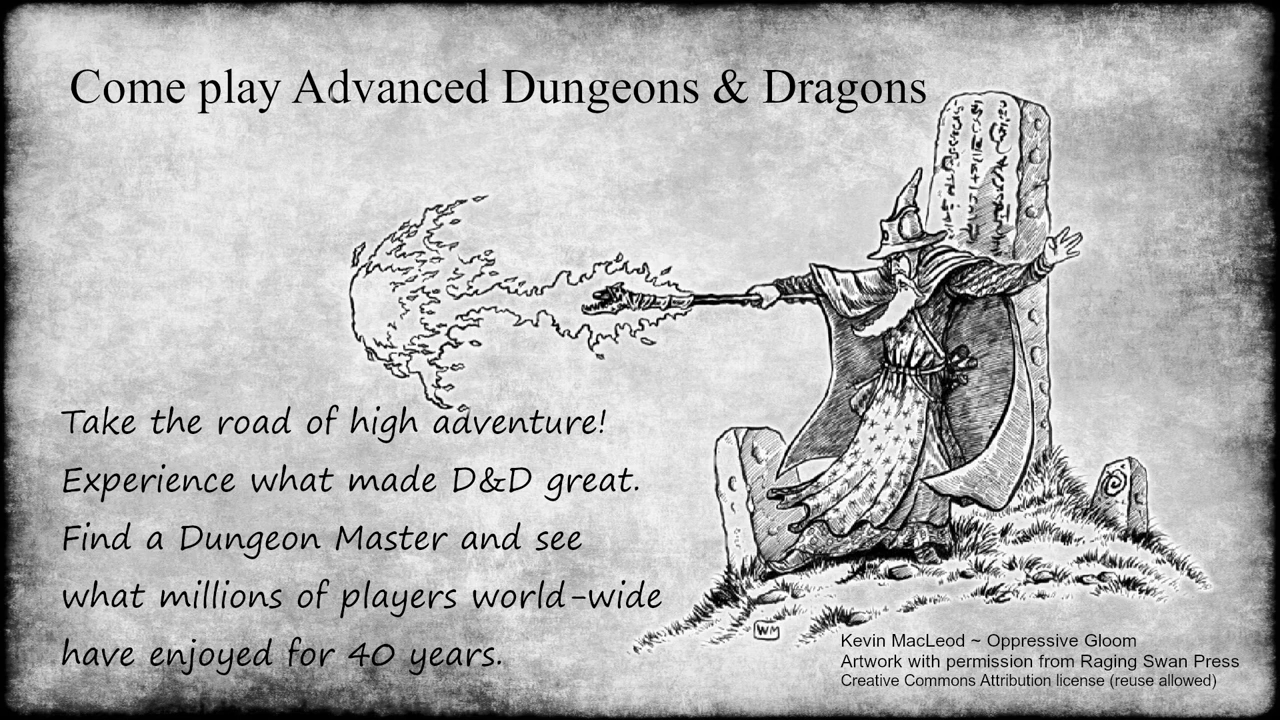 Come play Advanced Dungeons & Dragons
Take the road of high adventure!
Experience what made D&D great.
Find a Dungeon Master and see
what millions of players world-wide
have enjoyed for 40 years.
WM
Kevin MacLeod ~ Oppressive Gloom
Artwork with permission from Raging Swan Press
Creative Commons Attribution license (reuse allowed)